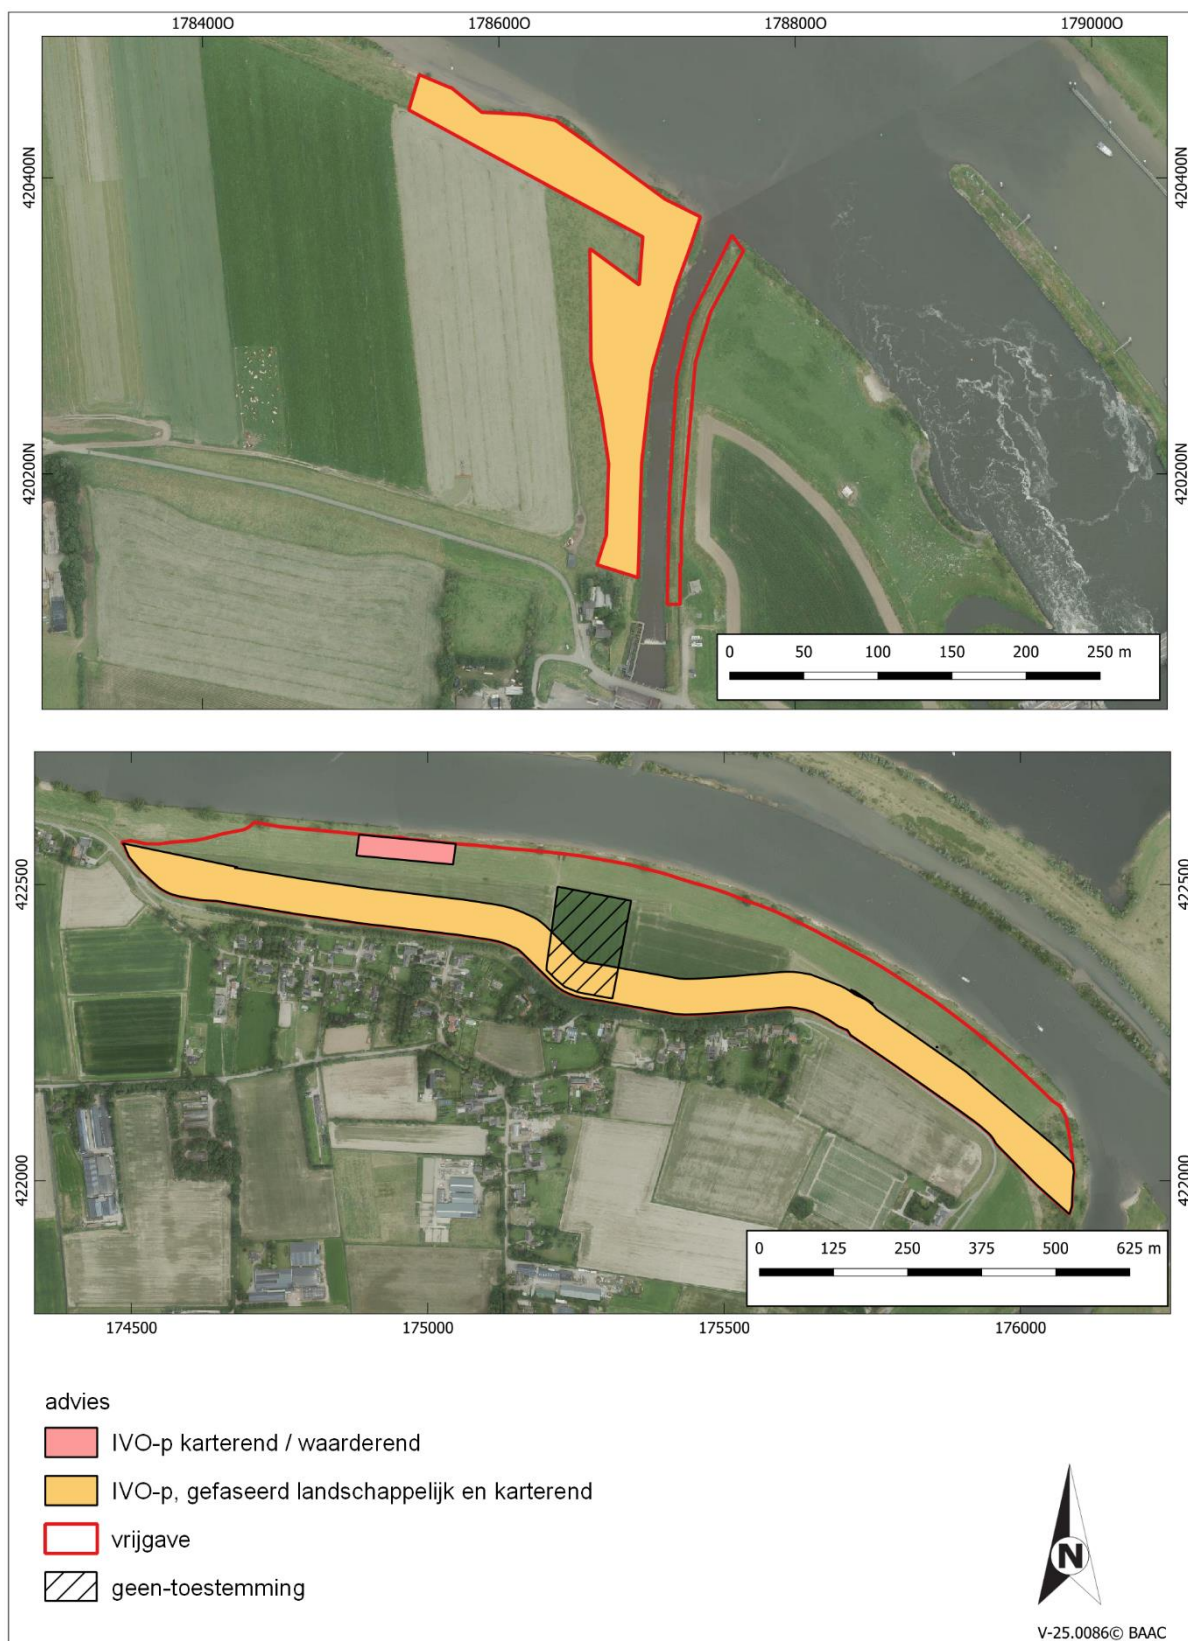 178400O 178600O 178800O 179000O
420400N 420400N
420200N 420200N
0 50 100 150 200 250 m
422500 422500
422000 422000
0 125 250 375 500 625 m
174500 175000 175500 176000
advies
IVO-p karterend / waarderend
IVO-p, gefaseerd landschappelijk en karterend
vrijgave
geen-toestemming
N
V-25.0086© BAAC